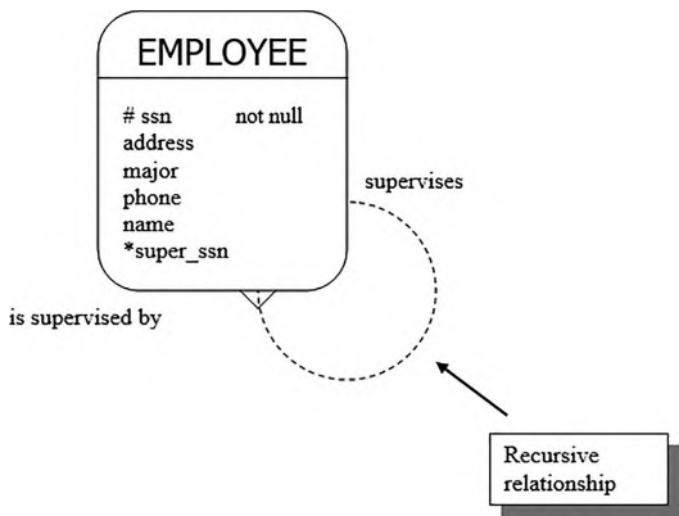 EMPLOYEE
# ssn not null
address
major
phone
name
*super_ssn
supervises
is supervised by
Recursive
relationship